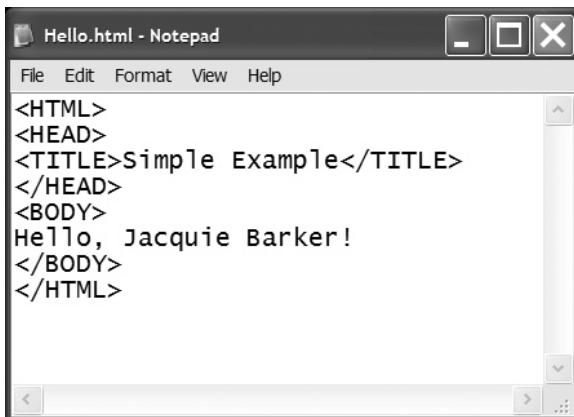 Hello.html - Notepad
File Edit Format View Help
<HTML>
<HEAD>
<TITLE>Simple Example</TITLE>
</HEAD>
<BODY>
Hello, Jacquie Barker!
</BODY>
</HTML>